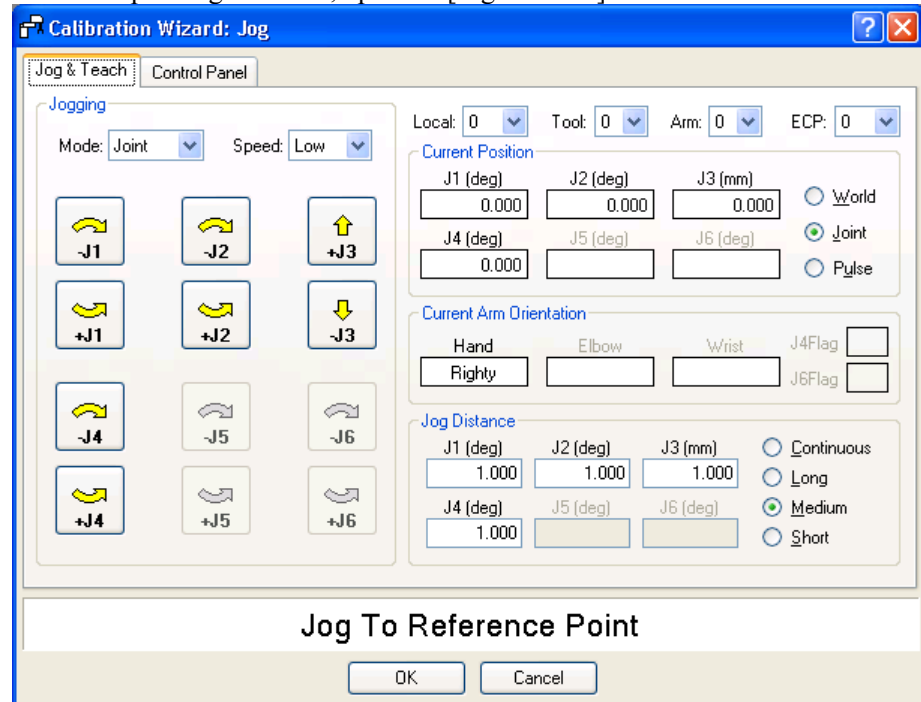 Calibration Wizard: Jog
Jog & Teach Control Panel
Jogging
Mode: Joint Speed: Low
-J1 -J2 +J3
+J1 +J2 -J3
-J4 -J5 -J6
+J4 +J5 +J6
Local: 0 Tool: 0 Arm: 0 ECP: 0
Current Position
J1 (deg) J2 (deg) J3 (mm)
0.000 0.000 0.000
J4 (deg) J5 (deg) J6 (deg)
0.000
World
Joint
Pulse
Current Arm Orientation
Hand Elbow Wrist
Righty
J4Flag
J6Flag
Jog Distance
J1 (deg) J2 (deg) J3 (mm)
1.000 1.000 1.000
J4 (deg) J5 (deg) J6 (deg)
1.000
Continuous
Long
Medium
Short
Jog To Reference Point
OK Cancel